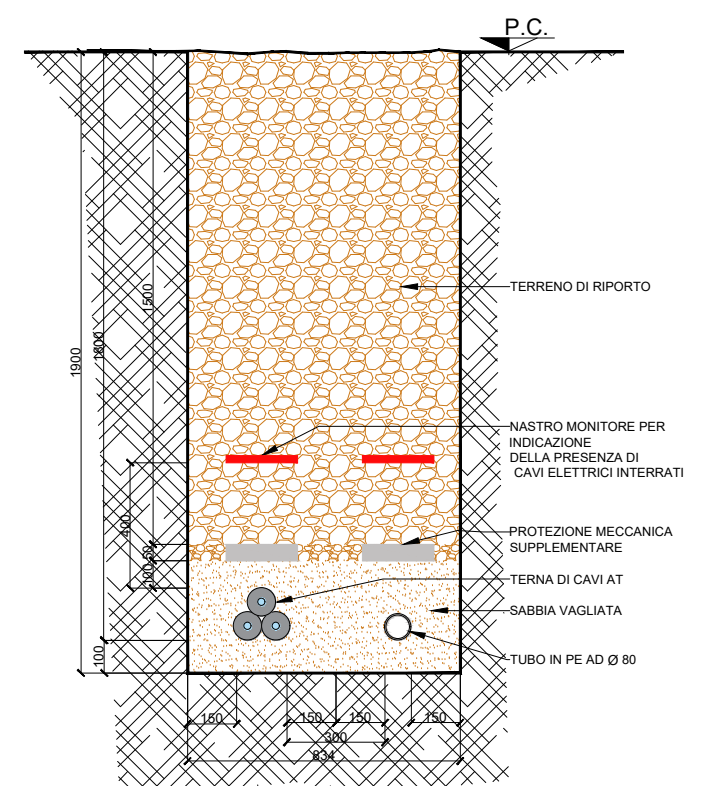 P.C.
1900
1800
1500
TERRENO DI RIPORTO
NASTRO MONITORE PER
INDICAZIONE
DELLA PRESENZA DI
CAVI ELETTRICI INTERRATI
400
50
100
PROTEZIONE MECCANICA
SUPPLEMENTARE
TERNA DI CAVI AT
SABBIA VAGLIATA
100
TUBO IN PE AD Ø 80
150
150
150
150
300
834